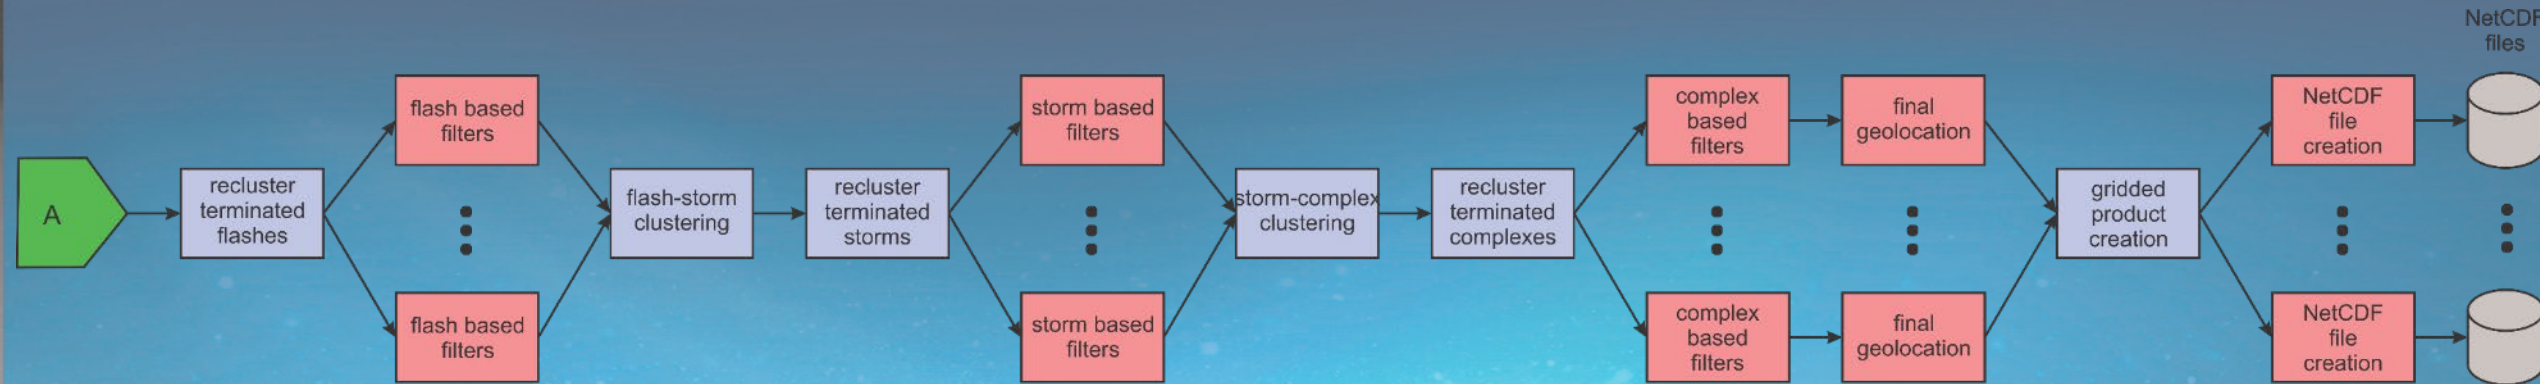 NetCDF
files
A
recluster
terminated
flashes
flash based
filters
flash based
filters
flash-storm
clustering
recluster
terminated
storms
storm based
filters
storm based
filters
storm-complex
clustering
recluster
terminated
complexes
complex
based
filters
complex
based
filters
final
geolocation
final
geolocation
gridded
product
creation
NetCDF
file
creation
NetCDF
file
creation